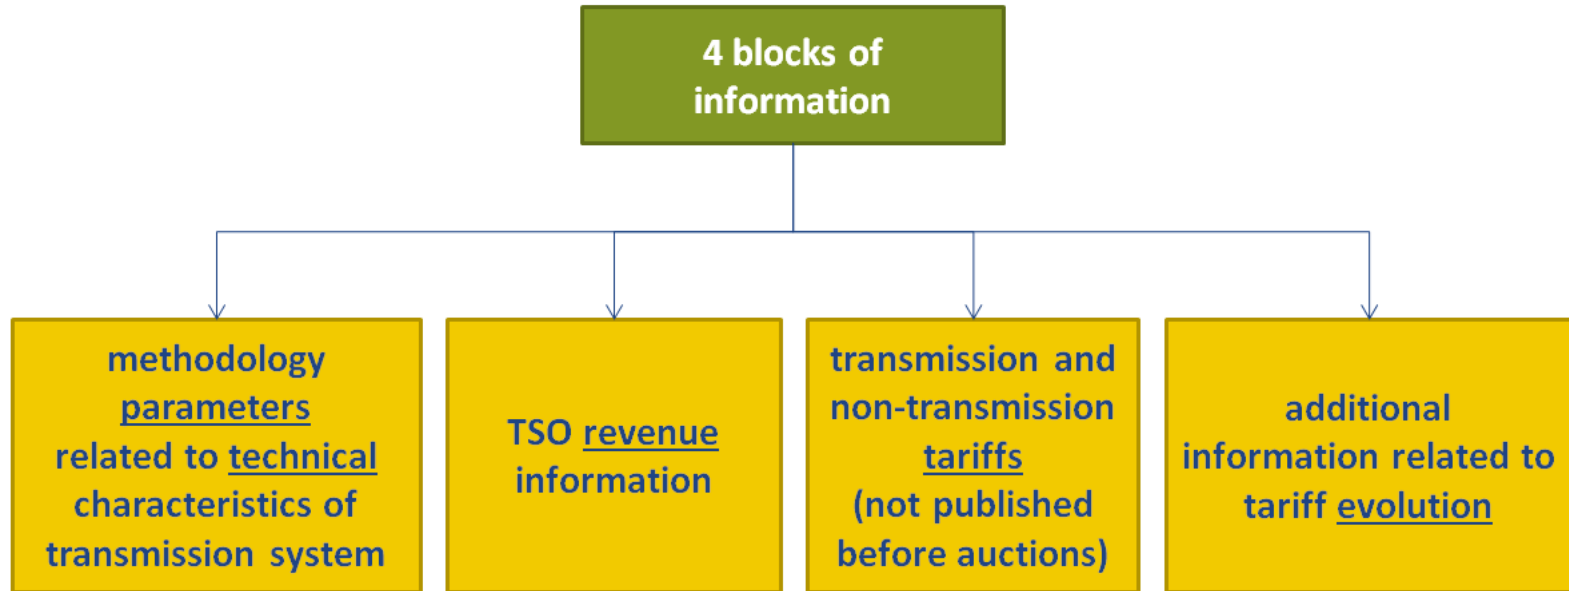 4 blocks of
information
methodology
parameters
related to technical
characteristics of
transmission system
TSO revenue
information
transmission and
non-transmission
tariffs
(not published
before auctions)
additional
information related to
tariff evolution